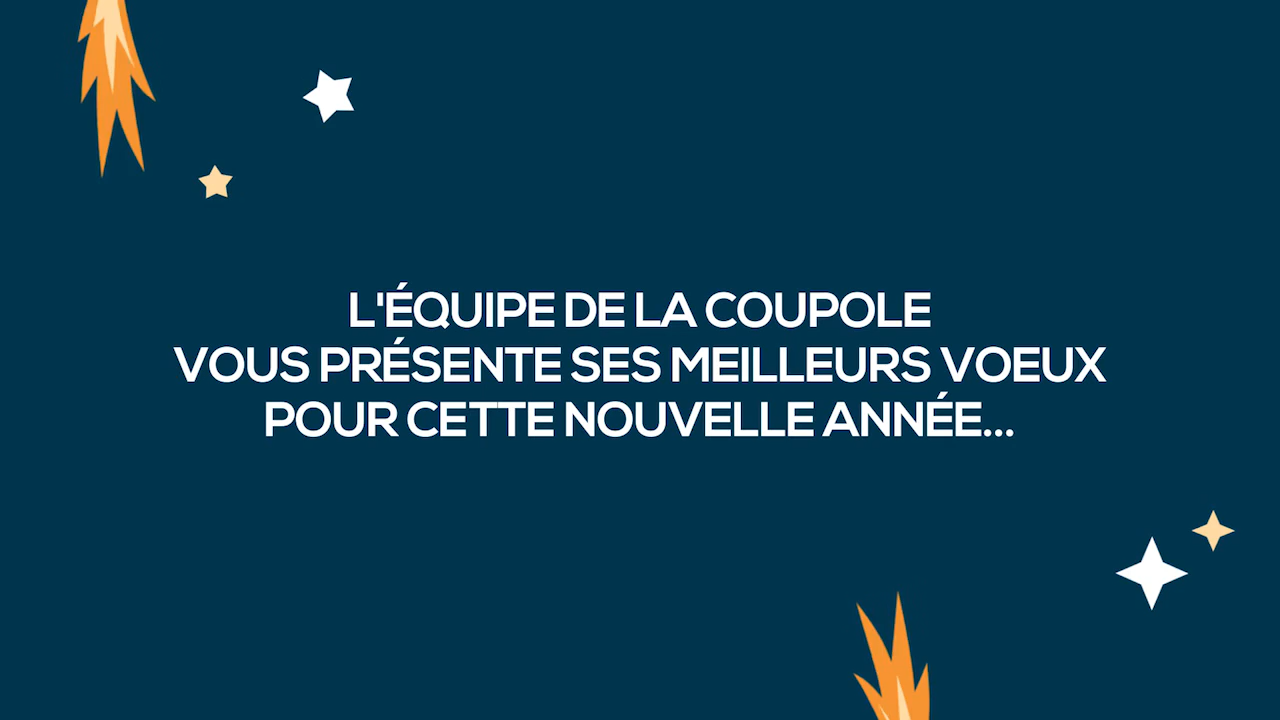 L'ÉQUIPE DE LA COUPOLE
VOUS PRÉSENTE SES MEILLEURS VOEUX
POUR CETTE NOUVELLE ANNÉE...